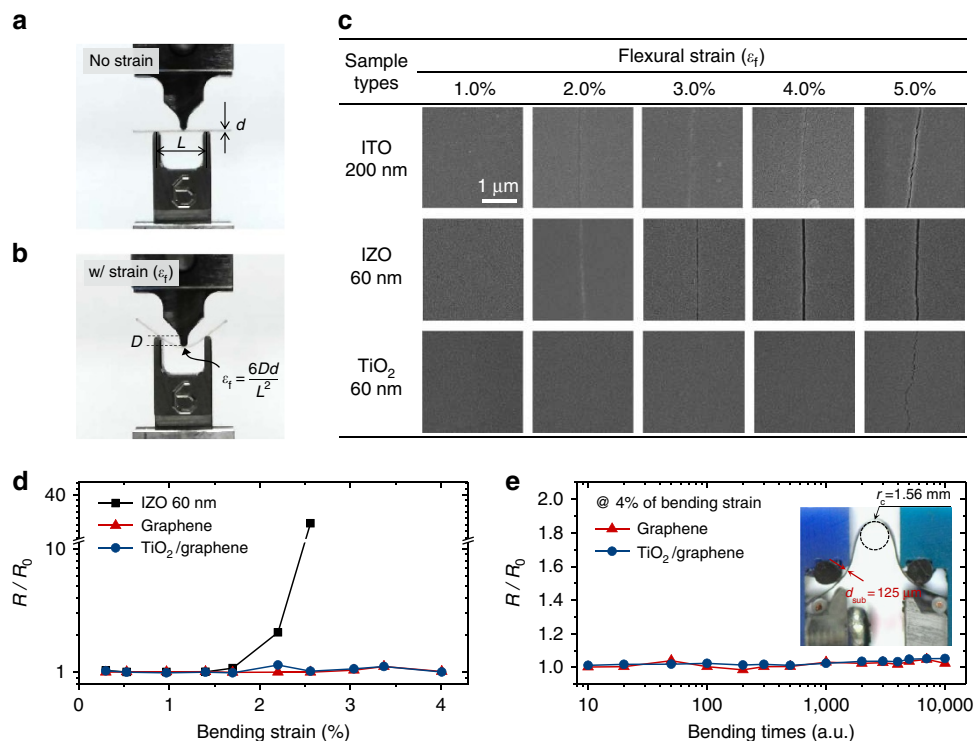 a
No strain
d
L
6
b
w/ strain (εf)
D
εf = 6Dd / L²
6
c
Sample types
Flexural strain (εf)
1.0% 2.0% 3.0% 4.0% 5.0%
ITO
200 nm
1 μm
IZO
60 nm
TiO2
60 nm
d
40
10
1
R / R0
IZO 60 nm
Graphene
TiO2/graphene
0 1 2 3 4
Bending strain (%)
e
2.0
1.8
1.6
1.4
1.2
1.0
R / R0
@ 4% of bending strain
Graphene
TiO2/graphene
rc=1.56 mm
dsub = 125 μm
10 100 1,000 10,000
Bending times (a.u.)